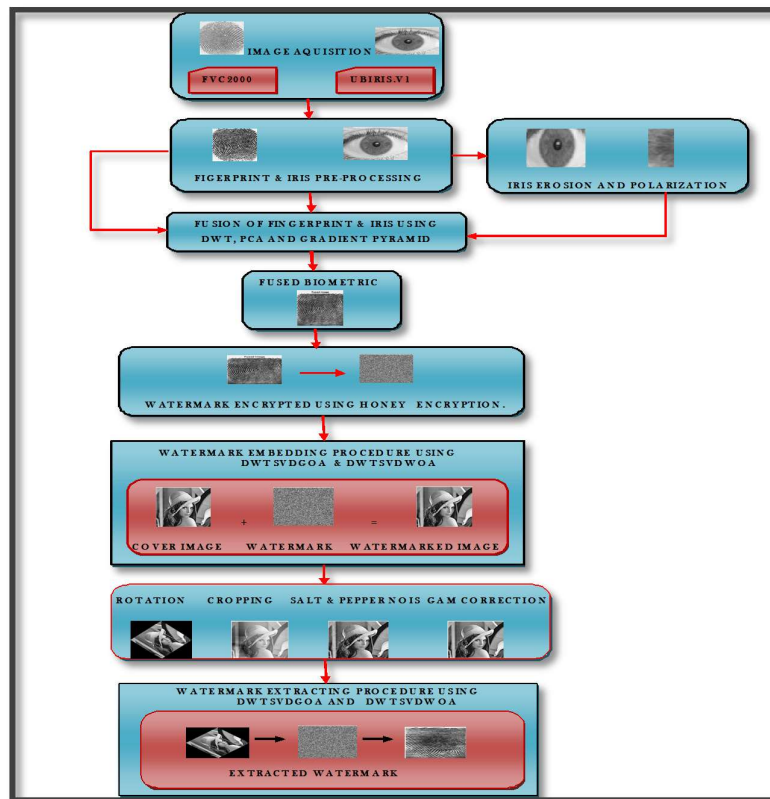 IMAGE AQUISITION
FVC2000
UBIRIS.V1
FIGERPRINT & IRIS PRE-PROCESSING
IRIS EROSION AND POLARIZATION
FUSION OF FINGERPRINT & IRIS USING
DWT, PCA AND GRADIENT PYRAMID
FUSED BIOMETRIC
WATERMARK ENCRYPTED USING HONEY ENCRYPTION.
WATERMARK EMBEDDING PROCEDURE USING
DWTSVDGOA & DWTSVDWOA
+ =
COVER IMAGE WATERMARK WATERMARKED IMAGE
ROTATION CROPPING SALT & PEPPERNOIS GAM CORRECTION
WATERMARK EXTRACTING PROCEDURE USING
DWTSVDGOA AND DWTSVDWOA
EXTRACTED WATERMARK